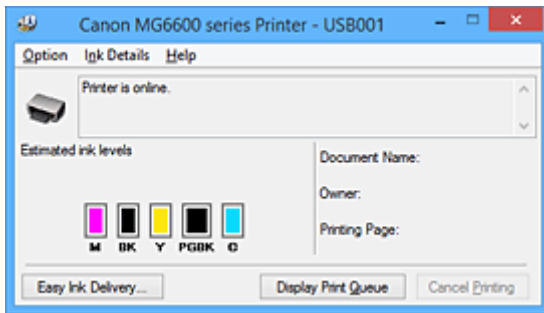 Canon MG6600 series Printer - USB001
Option Ink Details Help
Printer is online.
Estimated ink levels
Document Name:
Owner:
Printing Page:
M BK Y PGBK C
Easy Ink Delivery... Display Print Queue Cancel Printing